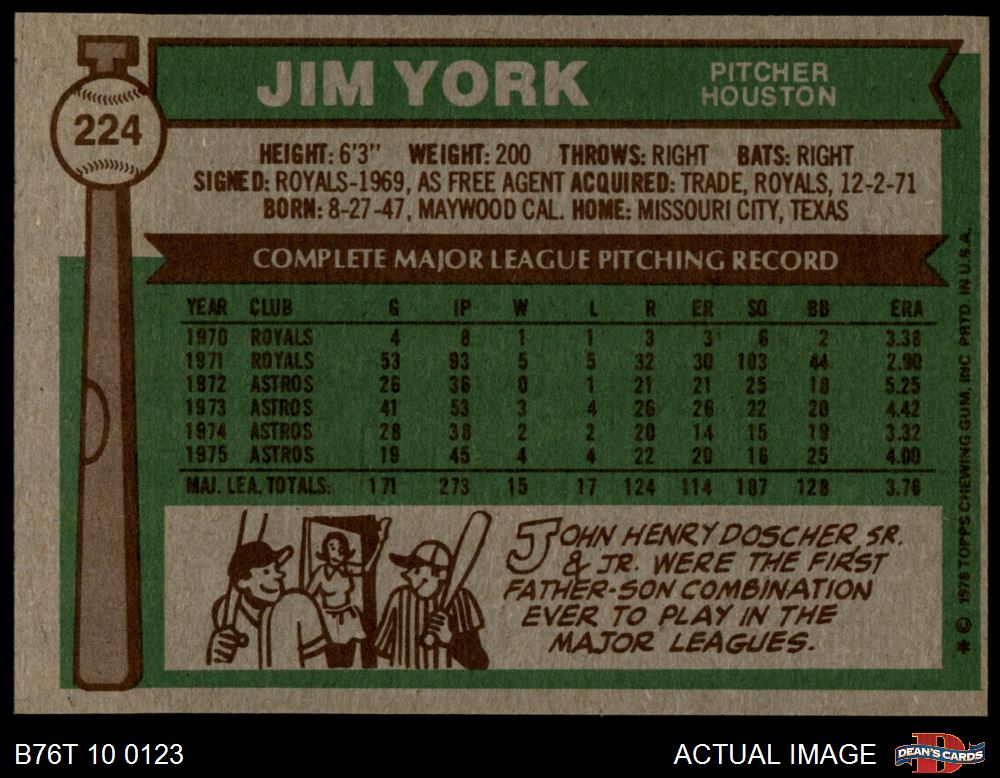 JIM YORK
PITCHER
HOUSTON
224
HEIGHT: 6'3" WEIGHT: 200 THROWS: RIGHT BATS: RIGHT
SIGNED: ROYALS-1969, AS FREE AGENT ACQUIRED: TRADE, ROYALS, 12-2-71
BORN: 8-27-47, MAYWOOD CAL. HOME: MISSOURI CITY, TEXAS
COMPLETE MAJOR LEAGUE PITCHING RECORD
YEAR CLUB G IP W L R ER SO BB ERA
1970 ROYALS 4 8 1 1 3 3 6 2 3.38
1971 ROYALS 53 93 5 5 32 30 103 44 2.90
1972 ASTROS 26 36 0 1 21 21 25 18 5.25
1973 ASTROS 41 53 3 4 26 26 22 20 4.42
1974 ASTROS 28 38 2 2 20 14 15 19 3.32
1975 ASTROS 19 45 4 4 22 20 16 25 4.00
MAJ. LEA. TOTALS: 171 273 15 17 124 114 187 128 3.76
JOHN HENRY DOSCHER SR.
& JR. WERE THE FIRST
FATHER-SON COMBINATION
EVER TO PLAY IN THE
MAJOR LEAGUES.
* © 1976 TOPPS CHEWING GUM, INC PRTD. IN U.S.A.
B76T 10 0123
ACTUAL IMAGE
DEAN'S CARDS